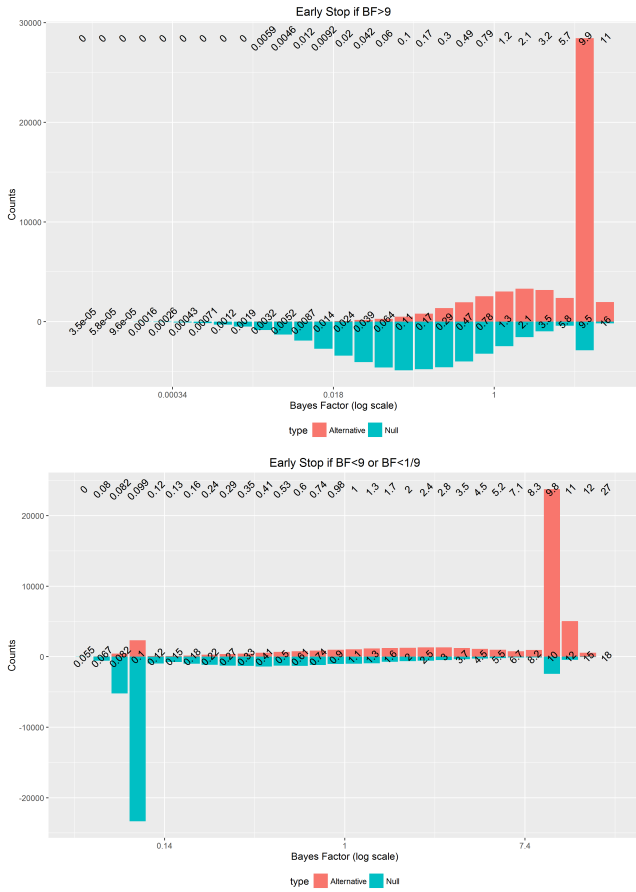 Early Stop if BF>9
0 0 0 0 0 0 0 0 0 0.0059 0.0046 0.012 0.0092 0.02 0.042 0.06 0.1 0.17 0.3 0.49 0.79 1.2 2.1 3.2 5.7 9.9 11
30000
20000
10000
0
Counts
3.5e-05 5.8e-05 9.6e-05 0.00016 0.00026 0.00043 0.00071 0.0012 0.0019 0.0032 0.0052 0.0087 0.014 0.024 0.039 0.064 0.11 0.17 0.29 0.47 0.78 1.3 2.1 3.5 5.8 9.5 16
0.00034 0.018 1
Bayes Factor (log scale)
type Alternative Null
Early Stop if BF<9 or BF<1/9
0 0.08 0.082 0.099 0.12 0.13 0.16 0.24 0.29 0.35 0.41 0.53 0.6 0.74 0.98 1 1.3 1.7 2 2.4 2.8 3.5 4.5 5.2 7.1 8.3 9.8 11 12 27
20000
10000
0
-10000
-20000
Counts
0.055 0.067 0.082 0.1 0.12 0.15 0.18 0.22 0.27 0.33 0.41 0.5 0.61 0.74 0.9 1.1 1.3 1.6 2 2.5 3 3.7 4.5 5.5 6.7 8.2 10 12 15 18
0.14 1 7.4
Bayes Factor (log scale)
type Alternative Null